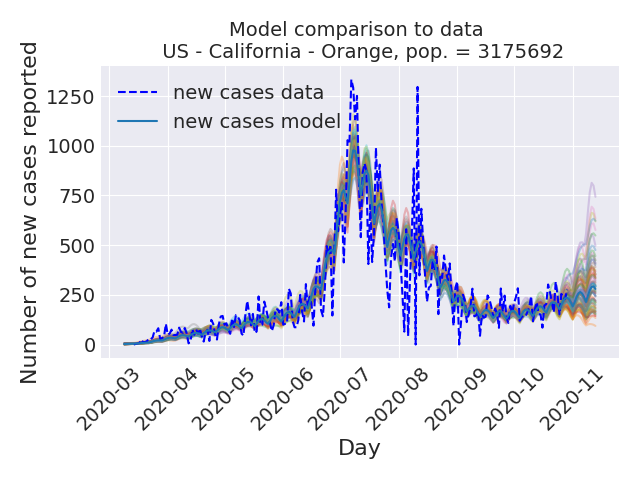 Model comparison to data
US - California - Orange, pop. = 3175692
Number of new cases reported
1250
1000
750
500
250
0
new cases data
new cases model
2020-03
2020-04
2020-05
2020-06
2020-07
2020-08
2020-09
2020-10
2020-11
Day